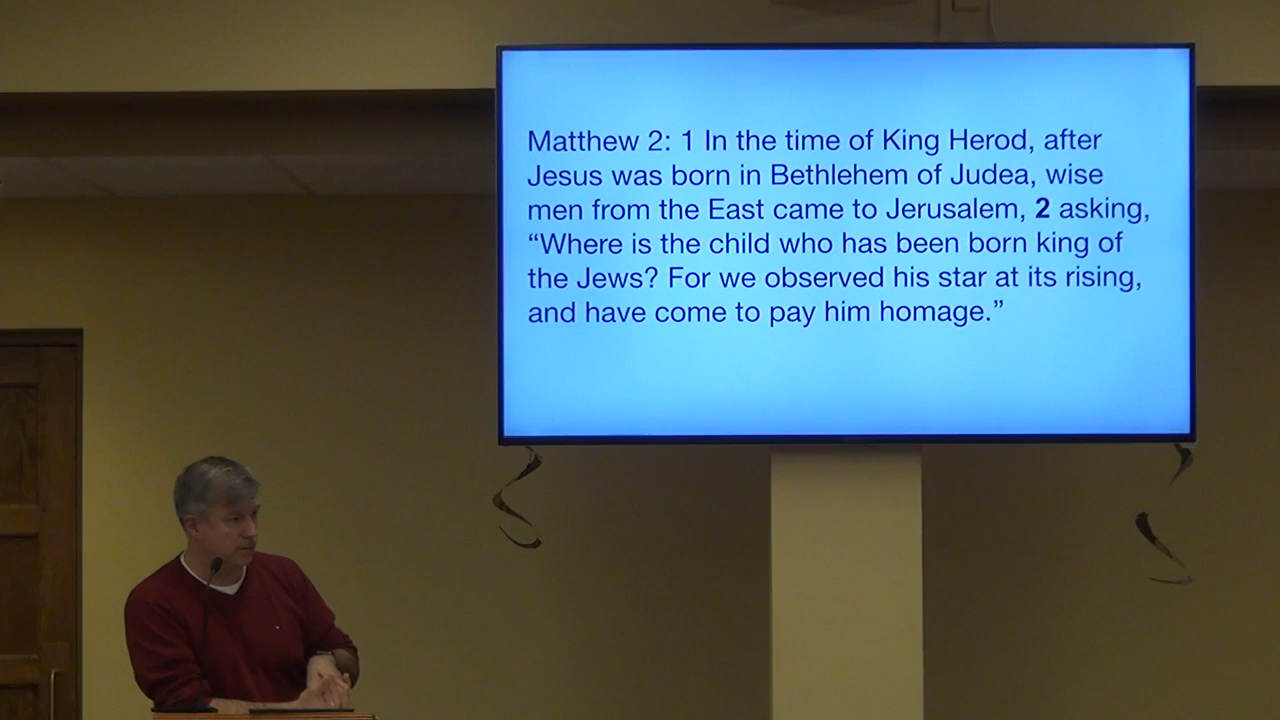 Matthew 2: 1 In the time of King Herod, after
Jesus was born in Bethlehem of Judea, wise
men from the East came to Jerusalem, 2 asking,
“Where is the child who has been born king of
the Jews? For we observed his star at its rising,
and have come to pay him homage.”